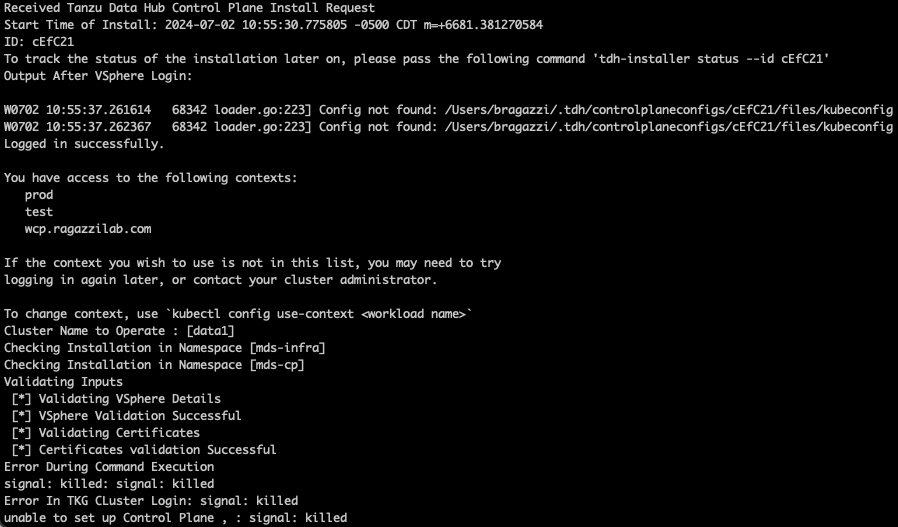 Received Tanzu Data Hub Control Plane Install Request
Start Time of Install: 2024-07-02 10:55:30.775805 -0500 CDT m=+6681.381270584
ID: cEfC21
To track the status of the installation later on, please pass the following command 'tdh-installer status --id cEfC21'
Output After VSphere Login:
W0702 10:55:37.261614   68342 loader.go:223] Config not found: /Users/bragazzi/.tdh/controlplaneconfigs/cEfC21/files/kubeconfig
W0702 10:55:37.262367   68342 loader.go:223] Config not found: /Users/bragazzi/.tdh/controlplaneconfigs/cEfC21/files/kubeconfig
Logged in successfully.
You have access to the following contexts:
   prod
   test
   wcp.ragazzilab.com
If the context you wish to use is not in this list, you may need to try
logging in again later, or contact your cluster administrator.
To change context, use `kubectl config use-context <workload name>`
Cluster Name to Operate : [data1]
Checking Installation in Namespace [mds-infra]
Checking Installation in Namespace [mds-cp]
Validating Inputs
 [*] Validating VSphere Details
 [*] VSphere Validation Successful
 [*] Validating Certificates
 [*] Certificates validation Successful
Error During Command Execution
signal: killed: signal: killed
Error In TKG CLuster Login: signal: killed
unable to set up Control Plane , : signal: killed